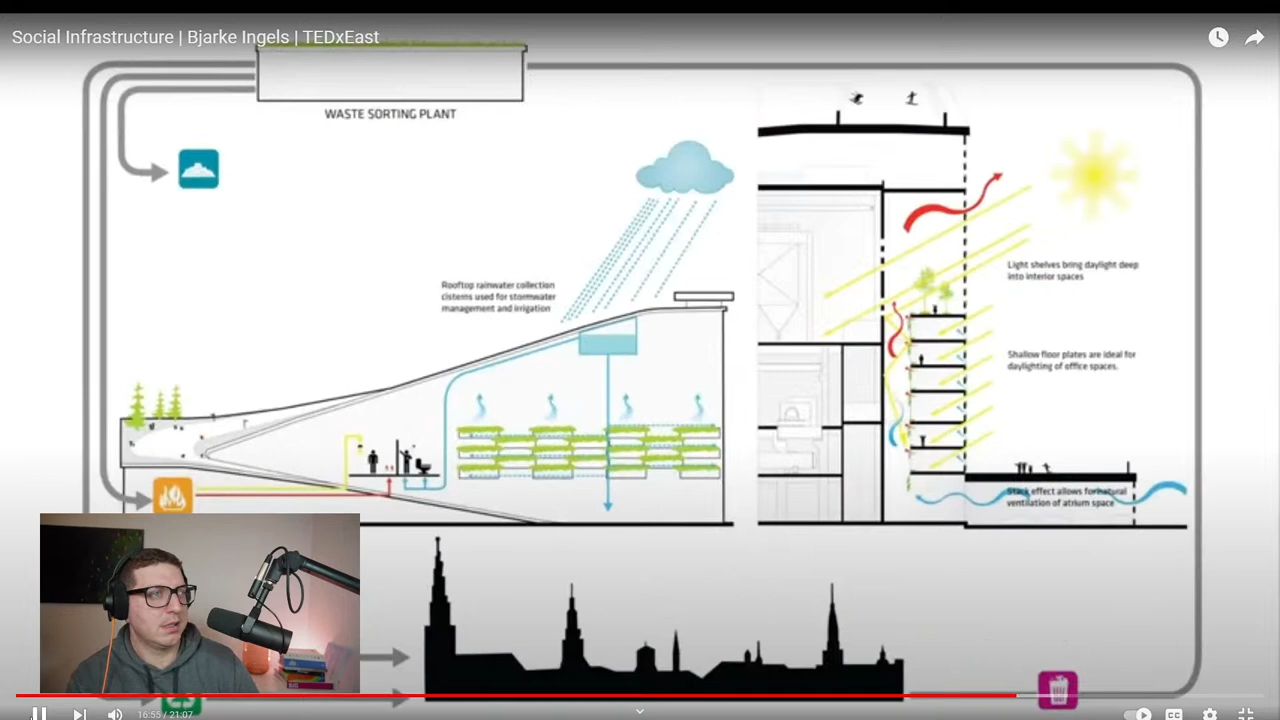 Social Infrastructure | Bjarke Ingels | TEDxEast
WASTE SORTING PLANT
Rooftop rainwater collection
cisterns used for stormwater
management and irrigation
Light shelves bring daylight deep
into interior spaces
Shallow floor plates are ideal for
daylighting of office spaces.
Stack effect allows for natural
ventilation of atrium space
16:55 / 21:07
CC